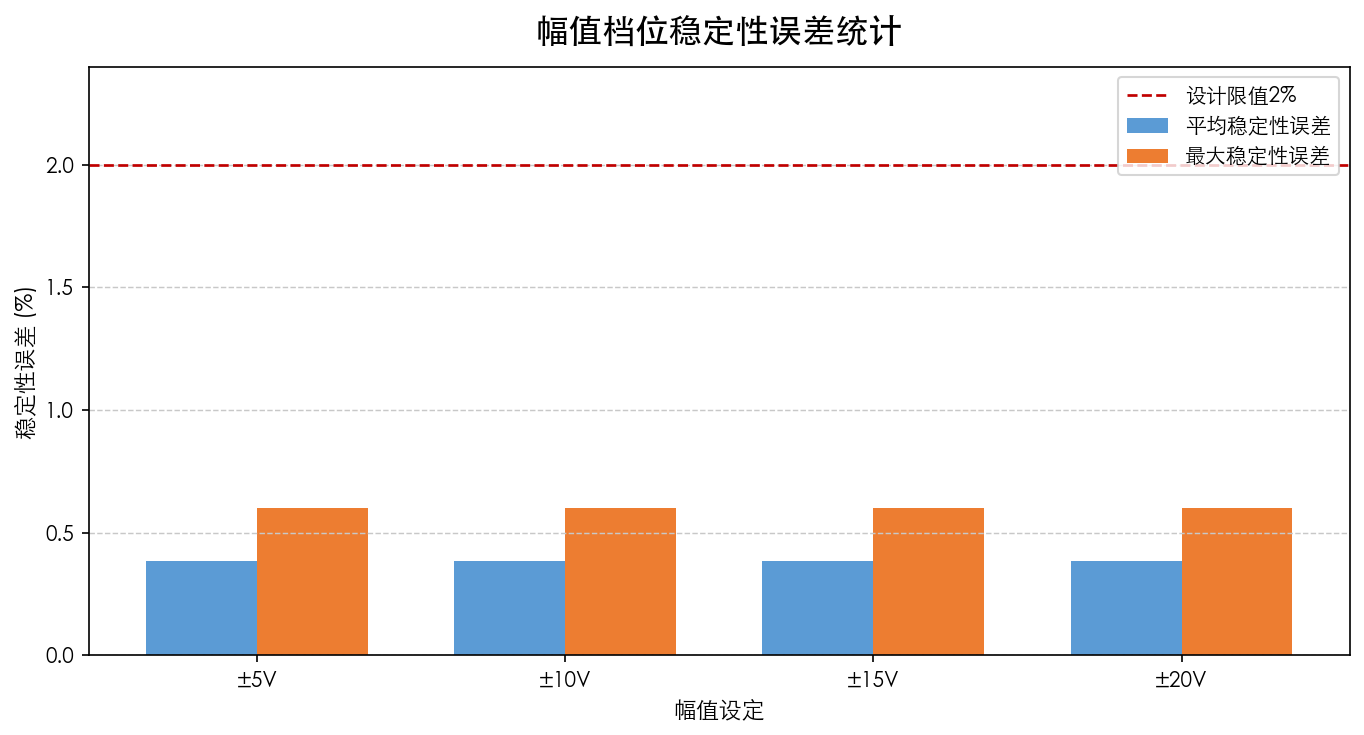 幅值档位稳定性误差统计
设计限值2%
平均稳定性误差
最大稳定性误差
稳定性误差 (%)
2.0
1.5
1.0
0.5
0.0
±5V
±10V
±15V
±20V
幅值设定